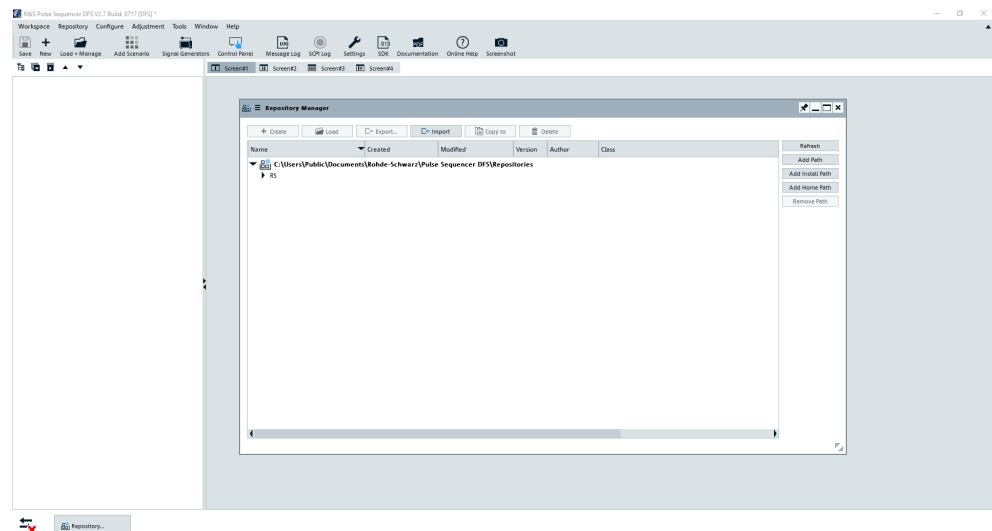 R&S Pulse Sequencer DFS V2.7 Build: 8717 [DFS] *
Workspace Repository Configure Adjustment Tools Window Help
Save New Load + Manage Add Scenario Signal Generators Control Panel Message Log SCPI Log Settings SDK Documentation Online Help Screenshot
Screen#1 Screen#2 Screen#3 Screen#4
Repository Manager
+ Create Load Export... Import Copy to Delete
Name Created Modified Version Author Class
C:\Users\Public\Documents\Rohde-Schwarz\Pulse Sequencer DFS\Repositories
RS
Refresh
Add Path
Add Install Path
Add Home Path
Remove Path
Repository...